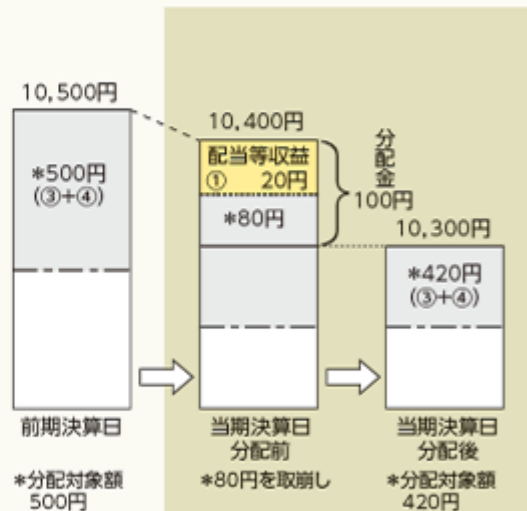 10,500円
*500円
(③+④)
前期決算日
*分配対象額
500円
10,400円
配当等収益
① 20円
*80円
分配金
100円
当期決算日
分配前
*80円を取崩し
10,300円
*420円
(③+④)
当期決算日
分配後
*分配対象額
420円